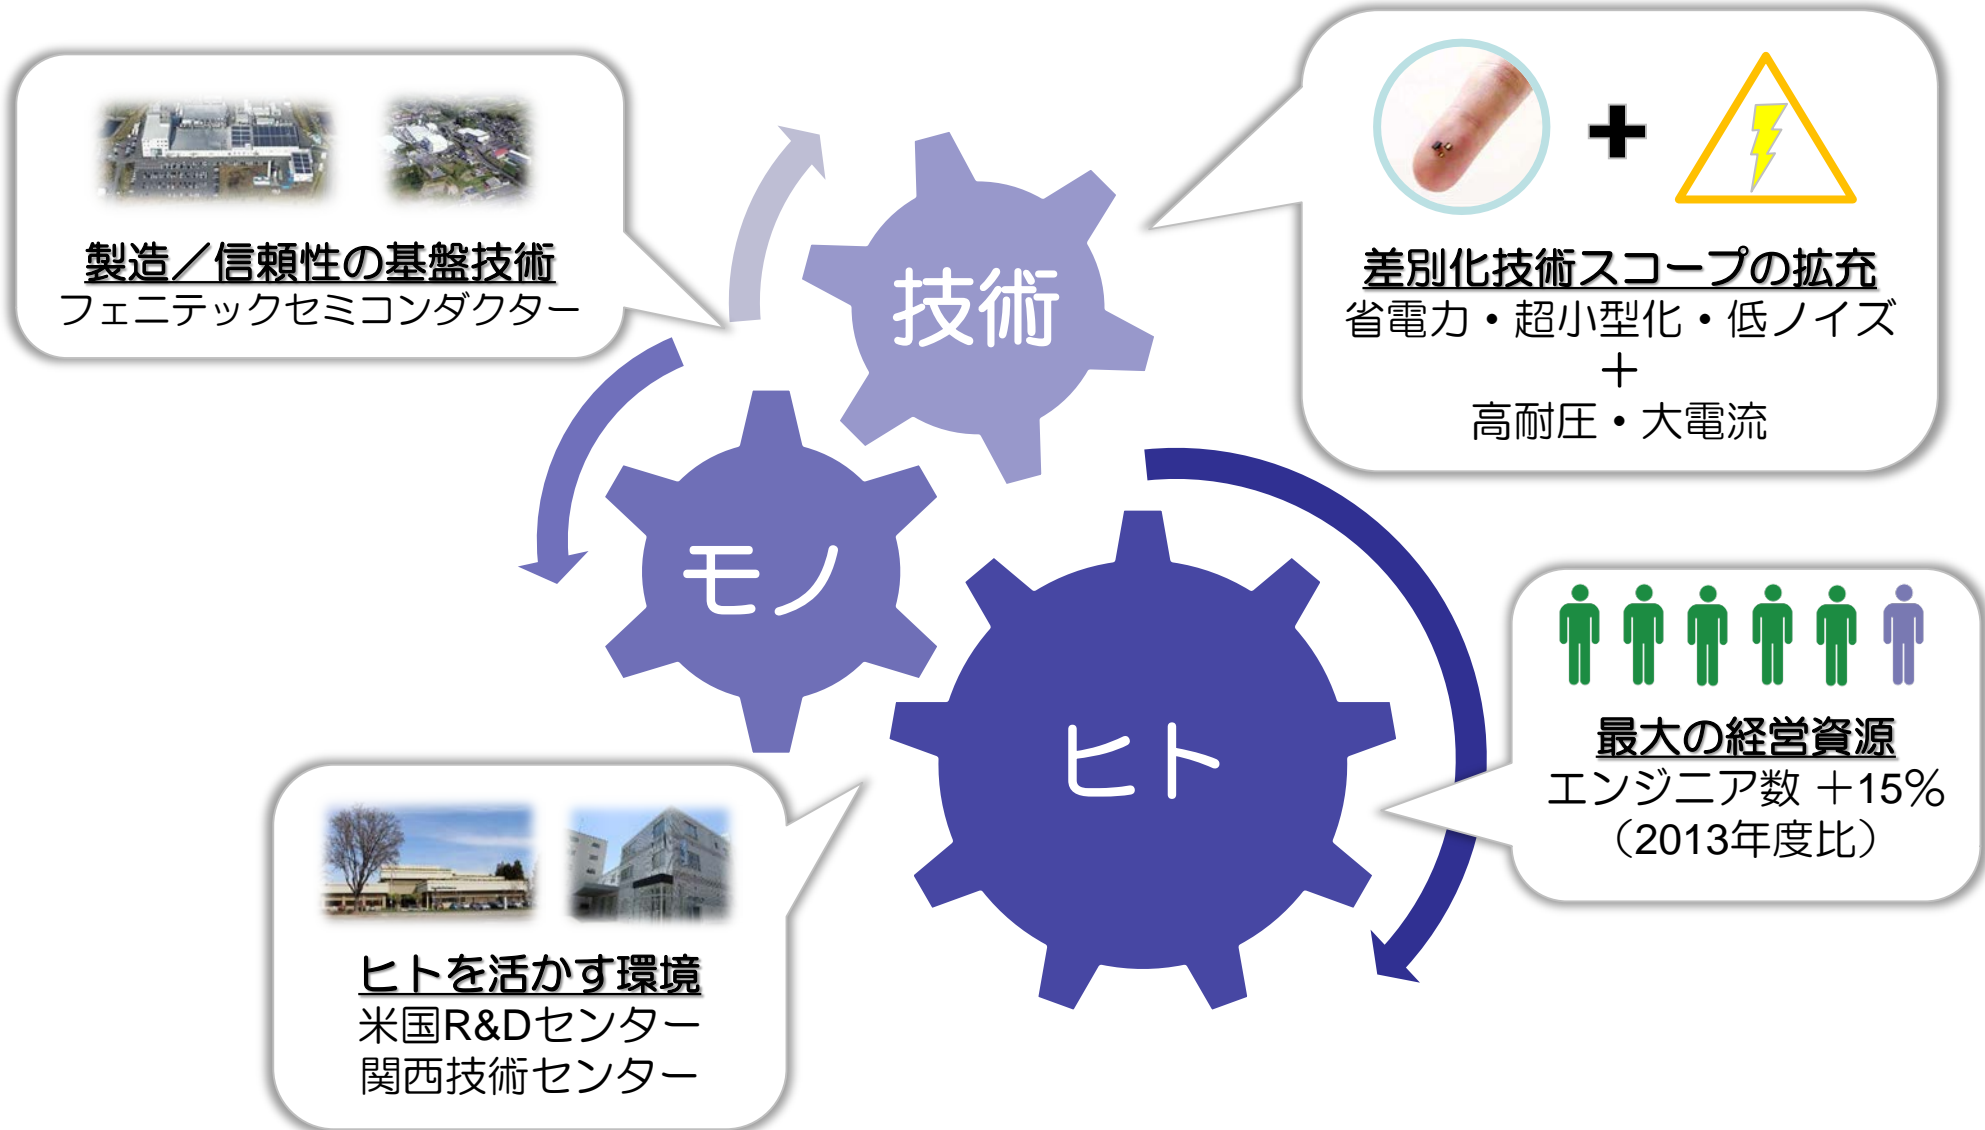 製造／信頼性の基盤技術
フェニテックセミコンダクター
技術
差別化技術スコープの拡充
省電力・超小型化・低ノイズ
＋
高耐圧・大電流
モノ
ヒト
最大の経営資源
エンジニア数 ＋15％
（2013年度比）
ヒトを活かす環境
米国R&Dセンター
関西技術センター